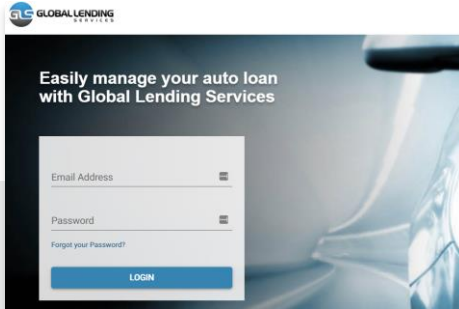 GLS GLOBAL LENDING
SERVICES
Easily manage your auto loan
with Global Lending Services
Email Address
Password
Forgot your Password?
LOGIN